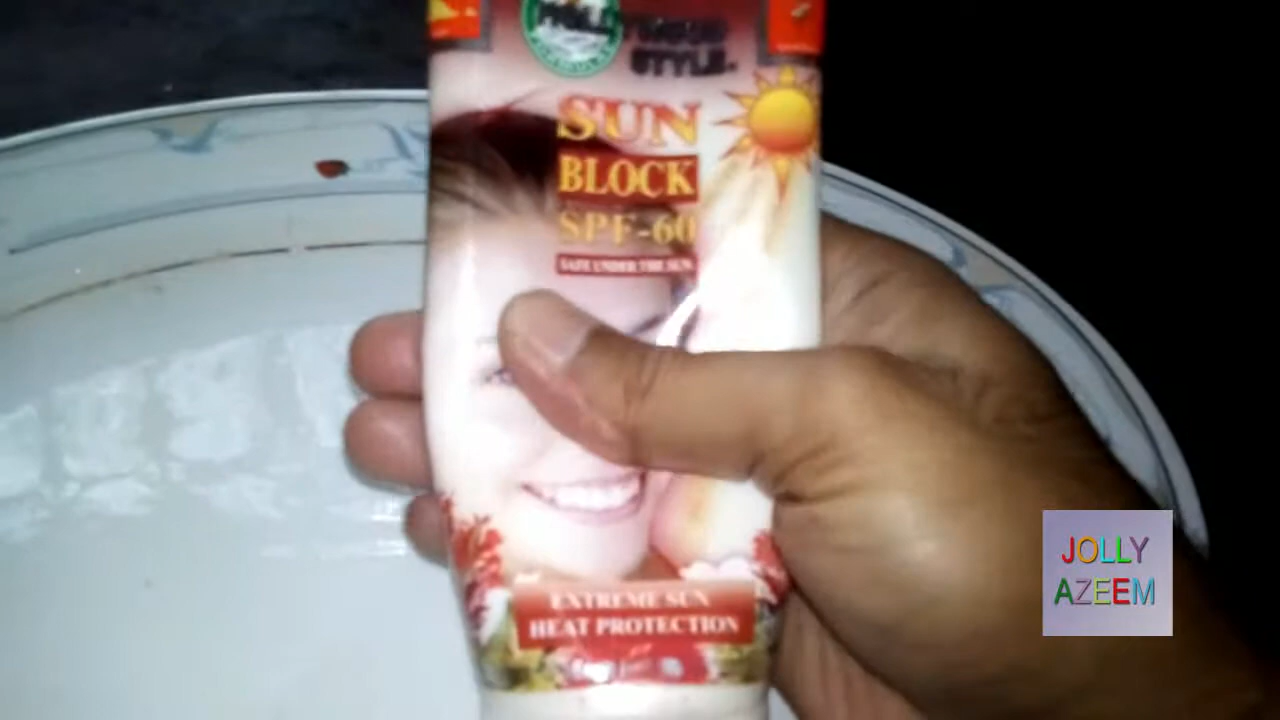 STYLE.
SUN
BLOCK
SPF-60
SAFE UNDER THE SUN
EXTREME SUN
HEAT PROTECTION
JOLLY
AZEEM